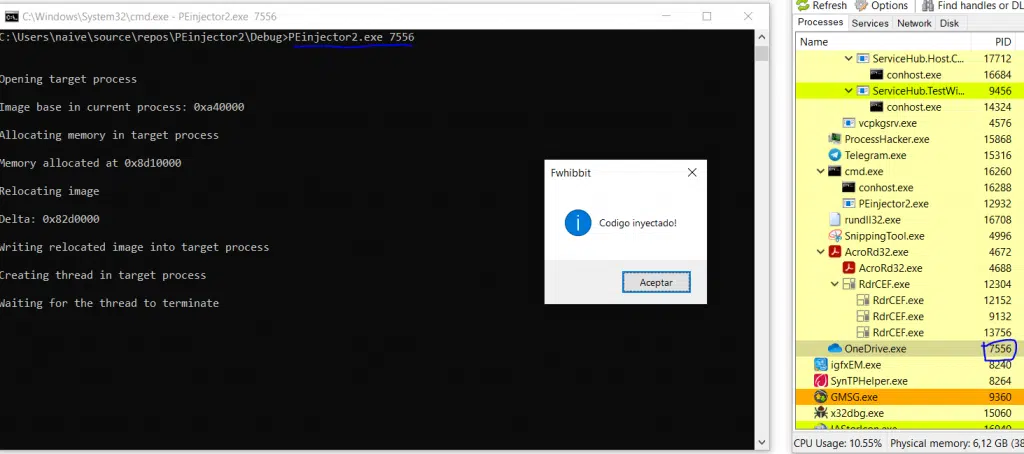 C:\Windows\System32\cmd.exe - PEinjector2.exe 7556
C:\Users\naive\source\repos\PEinjector2\Debug>PEinjector2.exe 7556
Opening target process
Image base in current process: 0xa40000
Allocating memory in target process
Memory allocated at 0x8d10000
Relocating image
Delta: 0x82d0000
Writing relocated image into target process
Creating thread in target process
Waiting for the thread to terminate
Fwhibbit
Codigo inyectado!
Aceptar
Refresh Options Find handles or DL
Processes Services Network Disk
Name PID
ServiceHub.Host.C... 17712
conhost.exe 16684
ServiceHub.TestWi... 9456
conhost.exe 14324
vcpkgsrv.exe 4576
ProcessHacker.exe 15868
Telegram.exe 15316
cmd.exe 16260
conhost.exe 16288
PEinjector2.exe 12932
rundll32.exe 16708
SnippingTool.exe 4996
AcroRd32.exe 4672
AcroRd32.exe 4688
RdrCEF.exe 12304
RdrCEF.exe 12152
RdrCEF.exe 9132
RdrCEF.exe 13756
OneDrive.exe 7556
igfxEM.exe 8240
SynTPHelper.exe 8264
GMSG.exe 9360
x32dbg.exe 15060
CPU Usage: 10.55% Physical memory: 6,12 GB (38